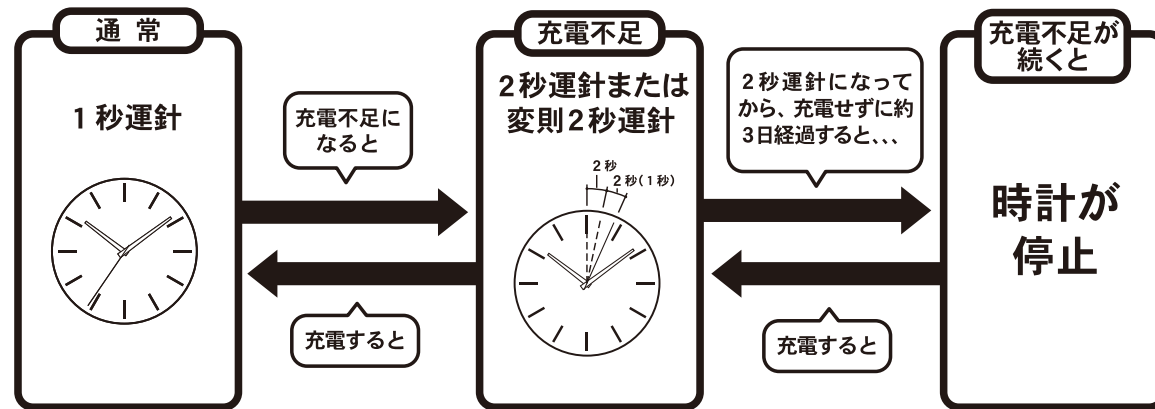 通常
1秒運針
充電不足に
なると
充電すると
充電不足
2秒運針または
変則2秒運針
2秒
2秒(1秒)
2秒運針になって
から、充電せずに約
3日経過すると、、、
充電すると
充電不足が
続くと
時計が
停止